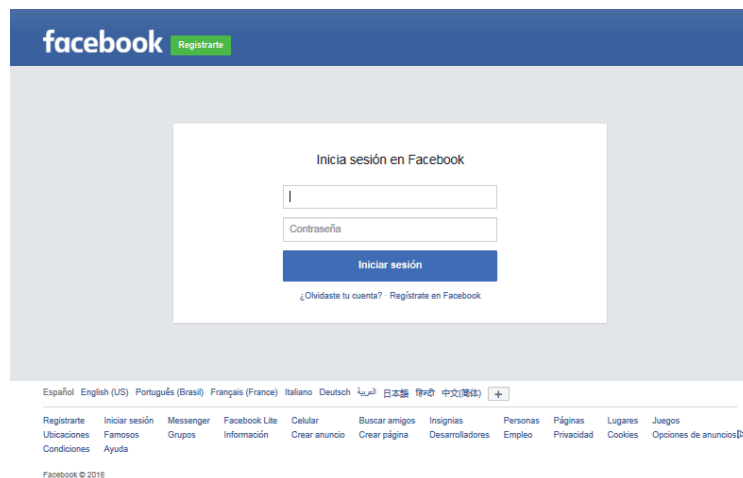 facebook Registrarte
Inicia sesión en Facebook
Contraseña
Iniciar sesión
¿Olvidaste tu cuenta? · Regístrate en Facebook
Español English (US) Português (Brasil) Français (France) Italiano Deutsch العربية 日本語 हिन्दी 中文(简体) +
Registrarte Iniciar sesión Messenger Facebook Lite Celular Buscar amigos Insignias Personas Páginas Lugares Juegos
Ubicaciones Famosos Grupos Información Crear anuncio Crear página Desarrolladores Empleo Privacidad Cookies Opciones de anuncios
Condiciones Ayuda
Facebook © 2016